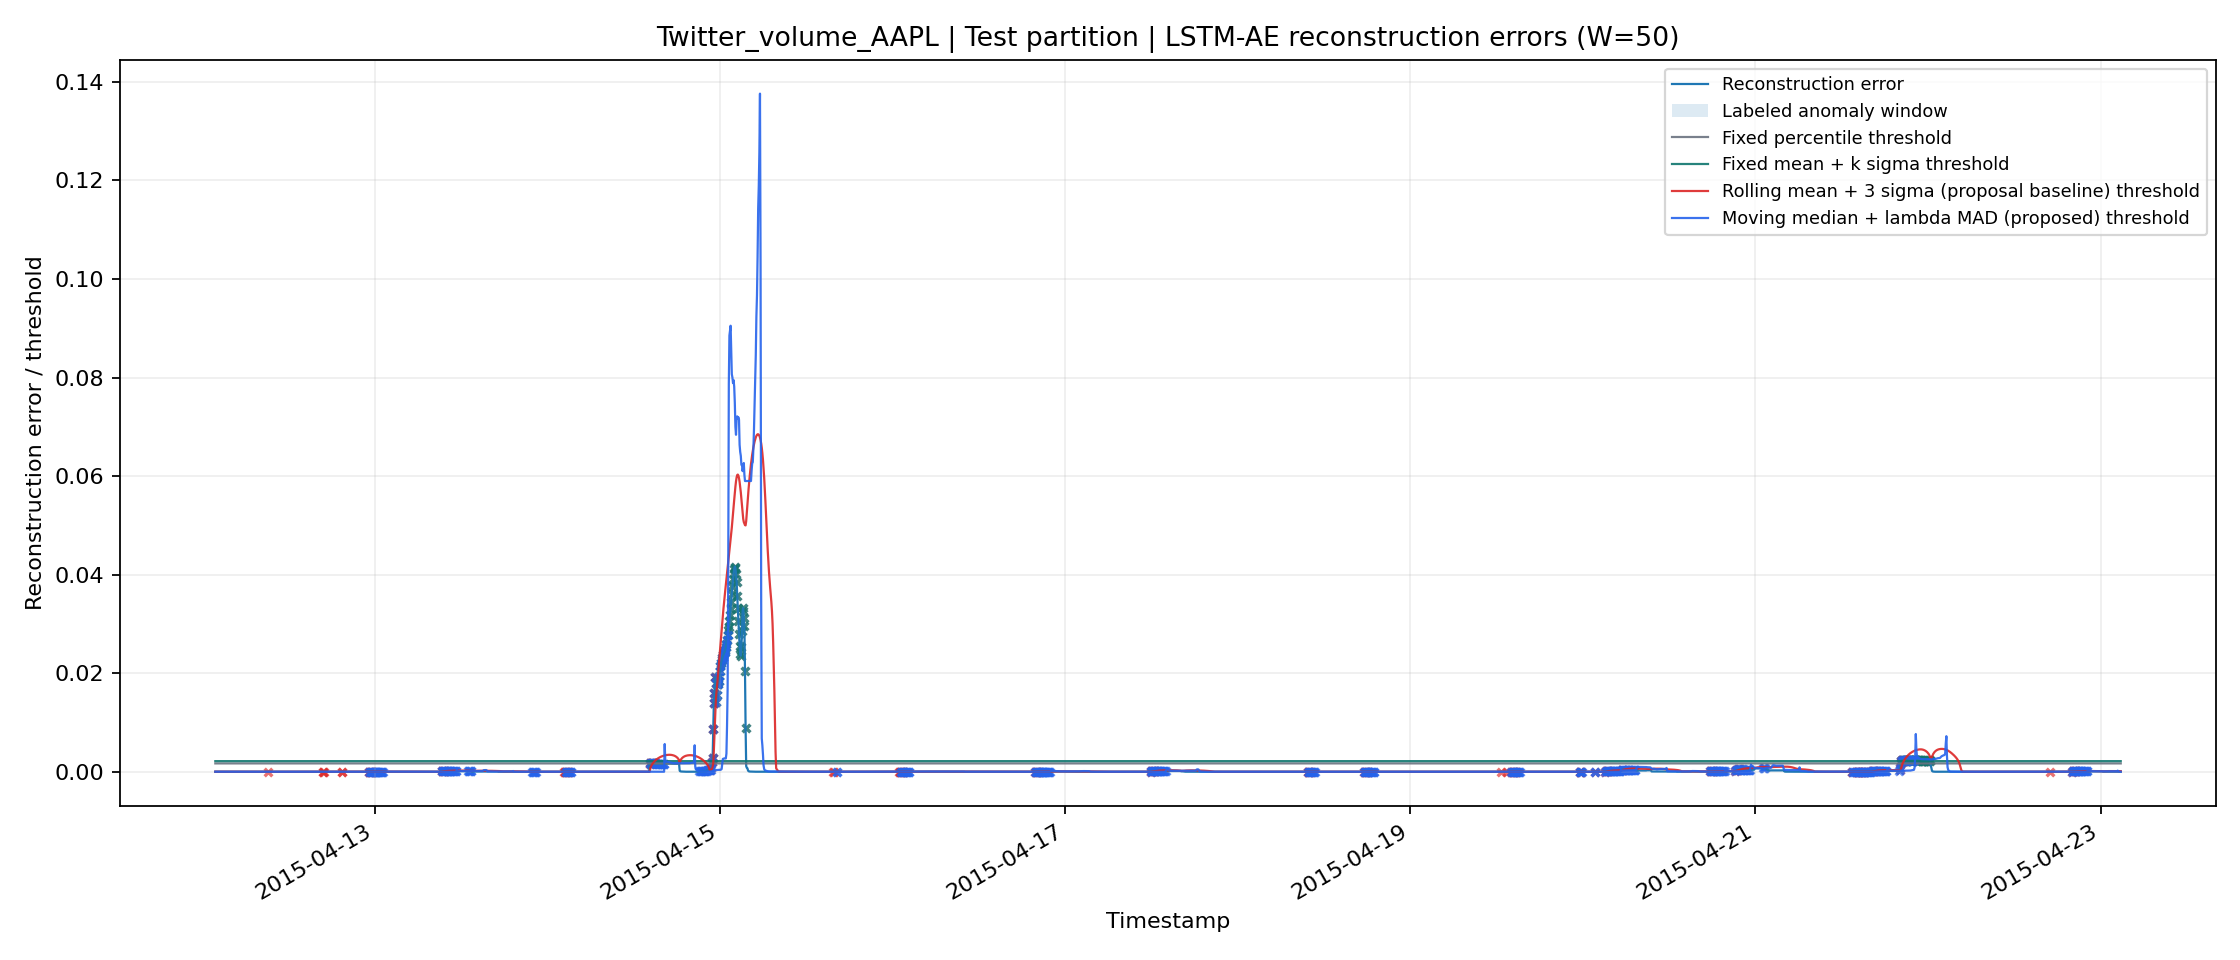 Twitter_volume_AAPL | Test partition | LSTM-AE reconstruction errors (W=50)
Reconstruction error
Labeled anomaly window
Fixed percentile threshold
Fixed mean + k sigma threshold
Rolling mean + 3 sigma (proposal baseline) threshold
Moving median + lambda MAD (proposed) threshold
Reconstruction error / threshold
0.14
0.12
0.10
0.08
0.06
0.04
0.02
0.00
2015-04-13
2015-04-15
2015-04-17
2015-04-19
2015-04-21
2015-04-23
Timestamp